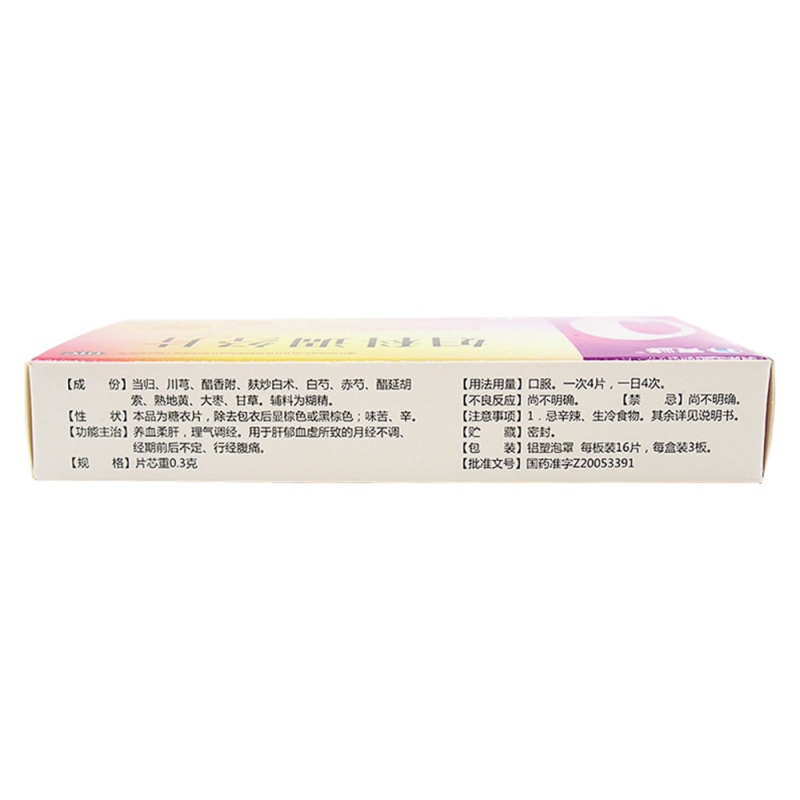 妇科调经片
【成　份】当归、川芎、醋香附、麸炒白术、白芍、赤芍、醋延胡
索、熟地黄、大枣、甘草。辅料为糊精。
【性　状】本品为糖衣片，除去包衣后显棕色或黑棕色；味苦、辛。
【功能主治】养血柔肝，理气调经。用于肝郁血虚所致的月经不调、
经期前后不定、行经腹痛。
【规　格】片芯重0.3克
【用法用量】口服。一次4片，一日4次。
【不良反应】尚不明确。　【禁　忌】尚不明确。
【注意事项】1．忌辛辣、生冷食物。其余详见说明书。
【贮　藏】密封。
【包　装】铝塑泡罩 每板装16片，每盒装3板。
【批准文号】国药准字Z20053391